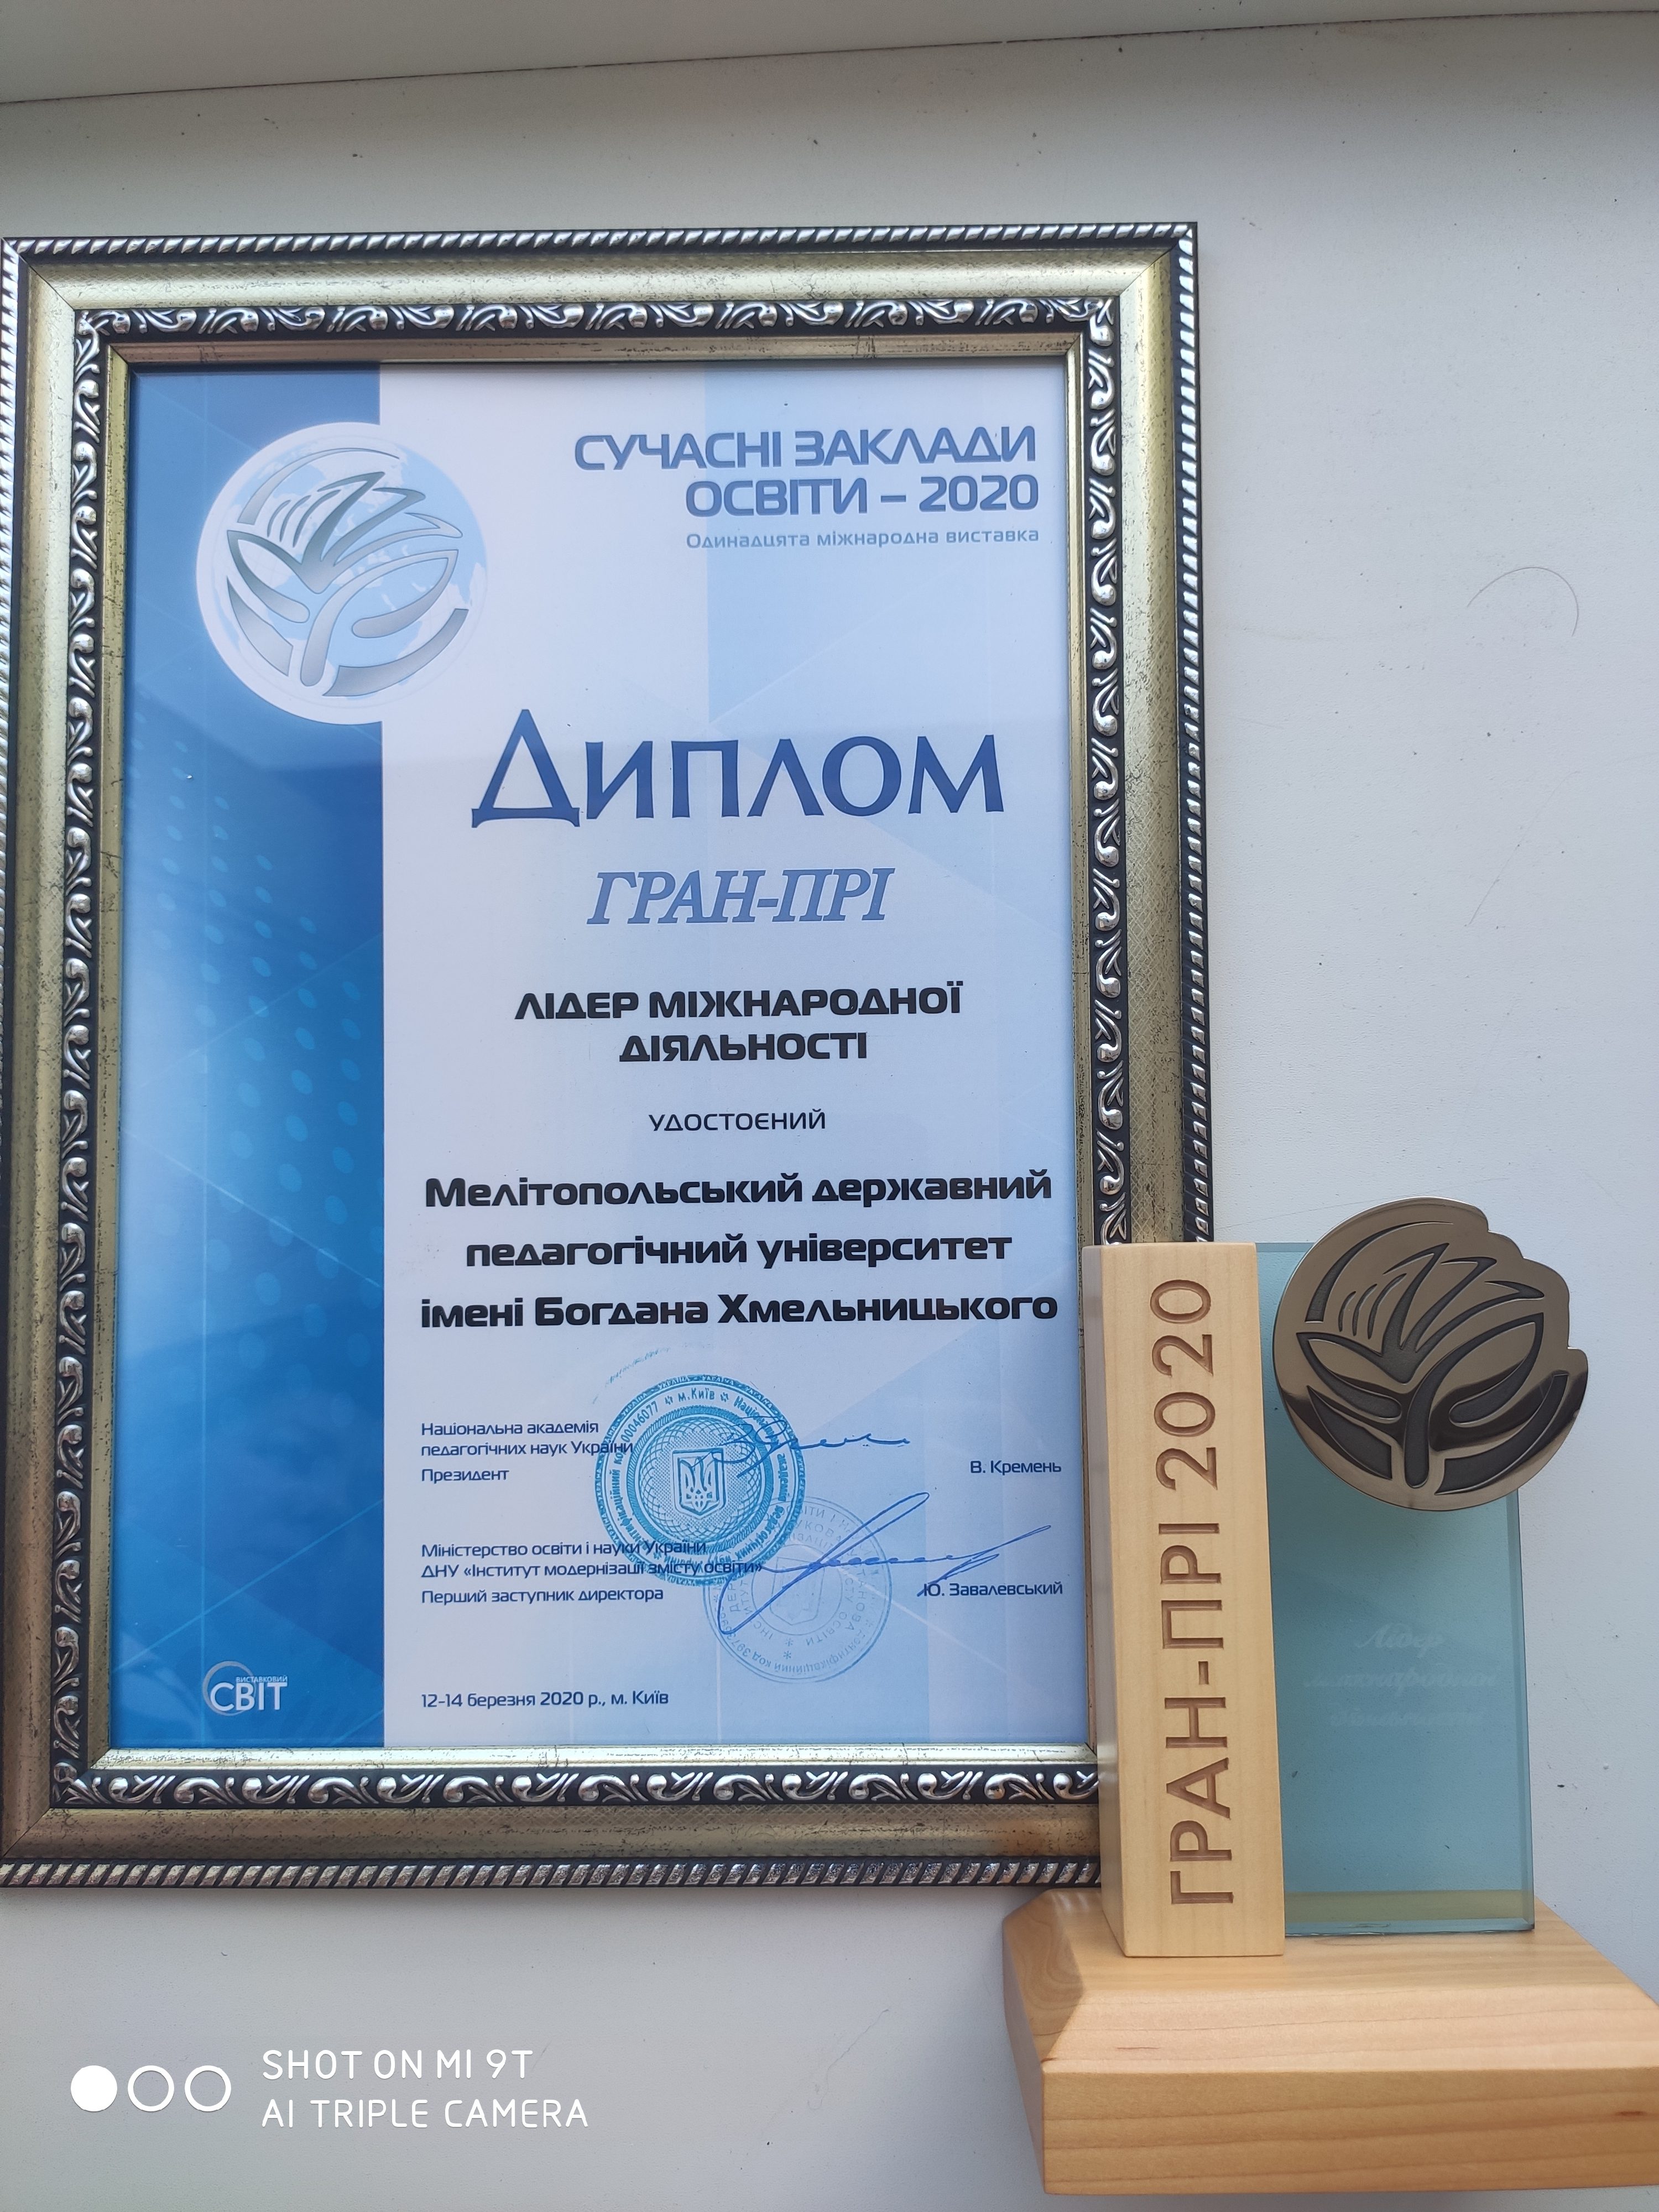 СУЧАСНІ ЗАКЛАДИ
ОСВІТИ – 2020
Одинадцята міжнародна виставка
ДИПЛОМ
ГРАН-ПРІ
ЛІДЕР МІЖНАРОДНОЇ
ДІЯЛЬНОСТІ
УДОСТОЄНИЙ
Мелітопольський державний
педагогічний університет
імені Богдана Хмельницького
Національна академія
педагогічних наук України
Президент
В. Кремень
м.Київ
00046077
Міністерство освіти і науки України
ДНУ «Інститут модернізації змісту освіти»
Перший заступник директора
Ю. Завалевський
12-14 березня 2020 р., м. Київ
ВИСТАВКОВИЙ
СВІТ
ГРАН-ПРІ 2020
Лідер
SHOT ON MI 9T
AI TRIPLE CAMERA